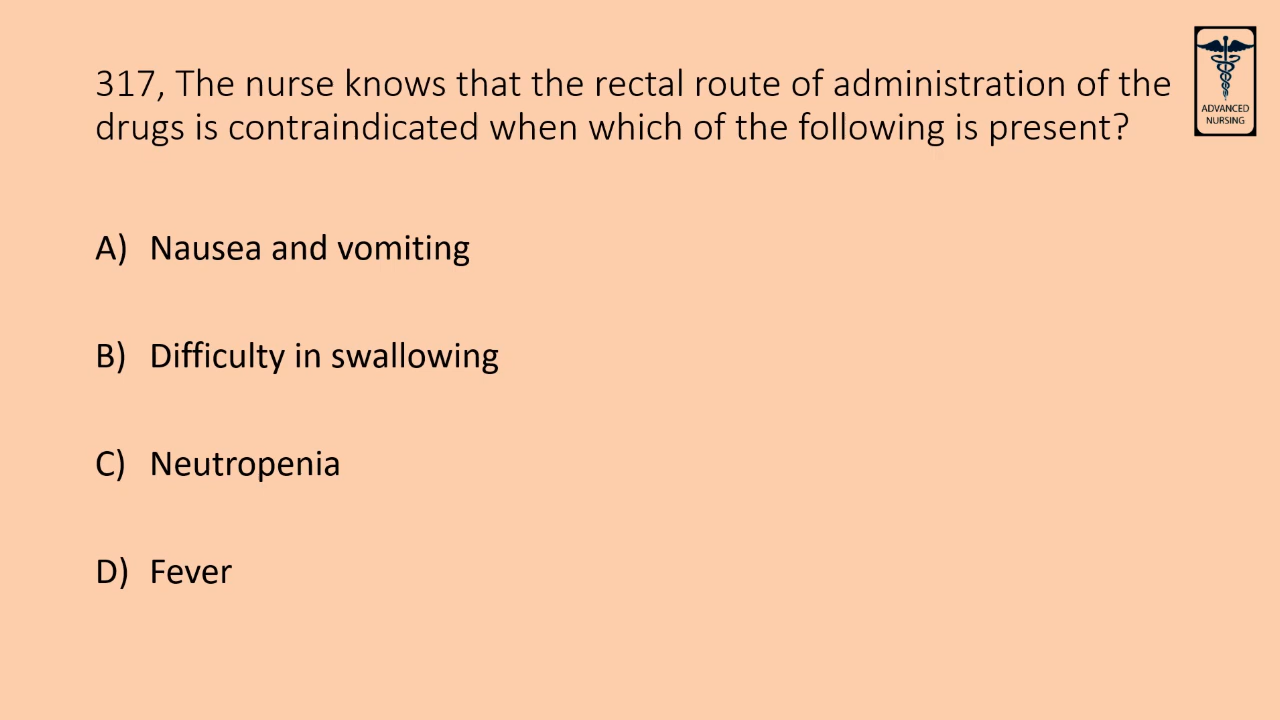 317, The nurse knows that the rectal route of administration of the
drugs is contraindicated when which of the following is present?
ADVANCED
NURSING
A) Nausea and vomiting
B) Difficulty in swallowing
C) Neutropenia
D) Fever